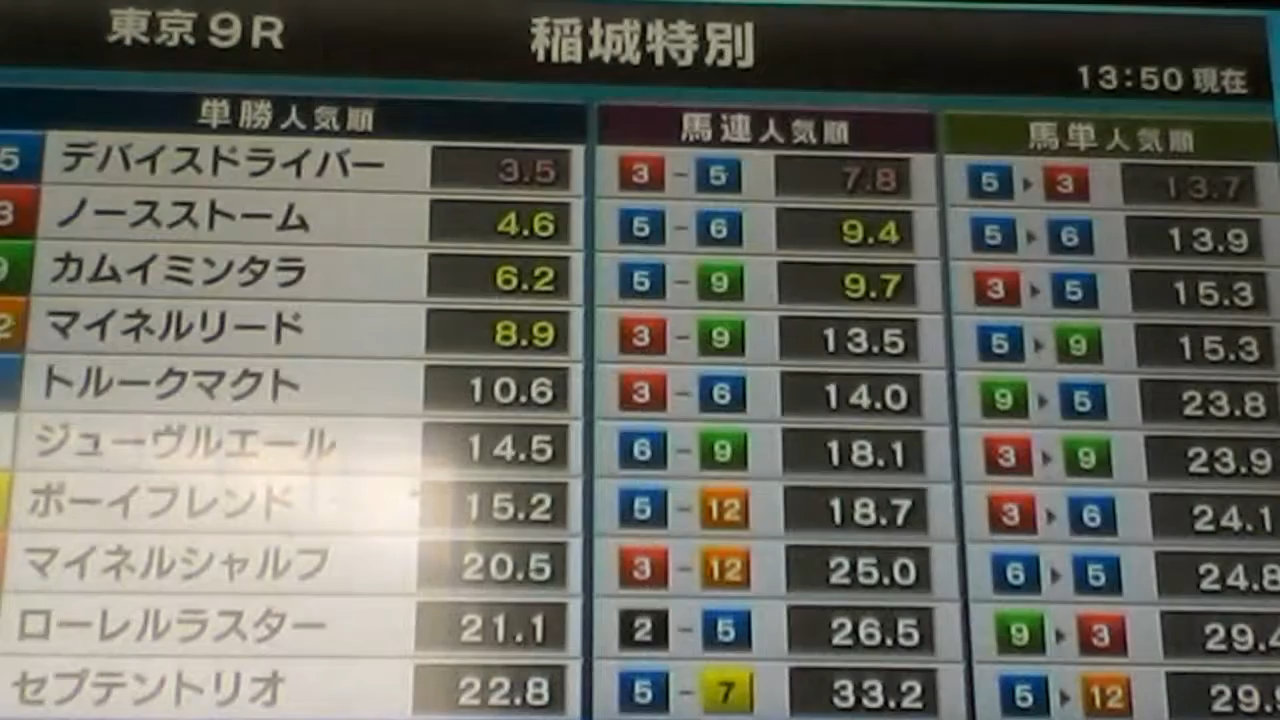 東京9R 稲城特別
13:50 現在
単勝人気順 馬連人気順 馬単人気順
5 デバイスドライバー 3.5 3-5 7.8 5▶3 13.7
3 ノースストーム 4.6 5-6 9.4 5▶6 13.9
9 カムイミンタラ 6.2 5-9 9.7 3▶5 15.3
2 マイネルリード 8.9 3-9 13.5 5▶9 15.3
トルークマクト 10.6 3-6 14.0 9▶5 23.8
ジューヴルエール 14.5 6-9 18.1 3▶9 23.9
ボーイフレンド 15.2 5-12 18.7 3▶6 24.1
マイネルシャルフ 20.5 3-12 25.0 6▶5 24.8
ローレルラスター 21.1 2-5 26.5 9▶3 29.4
セプテントリオ 22.8 5-7 33.2 5▶12 29.